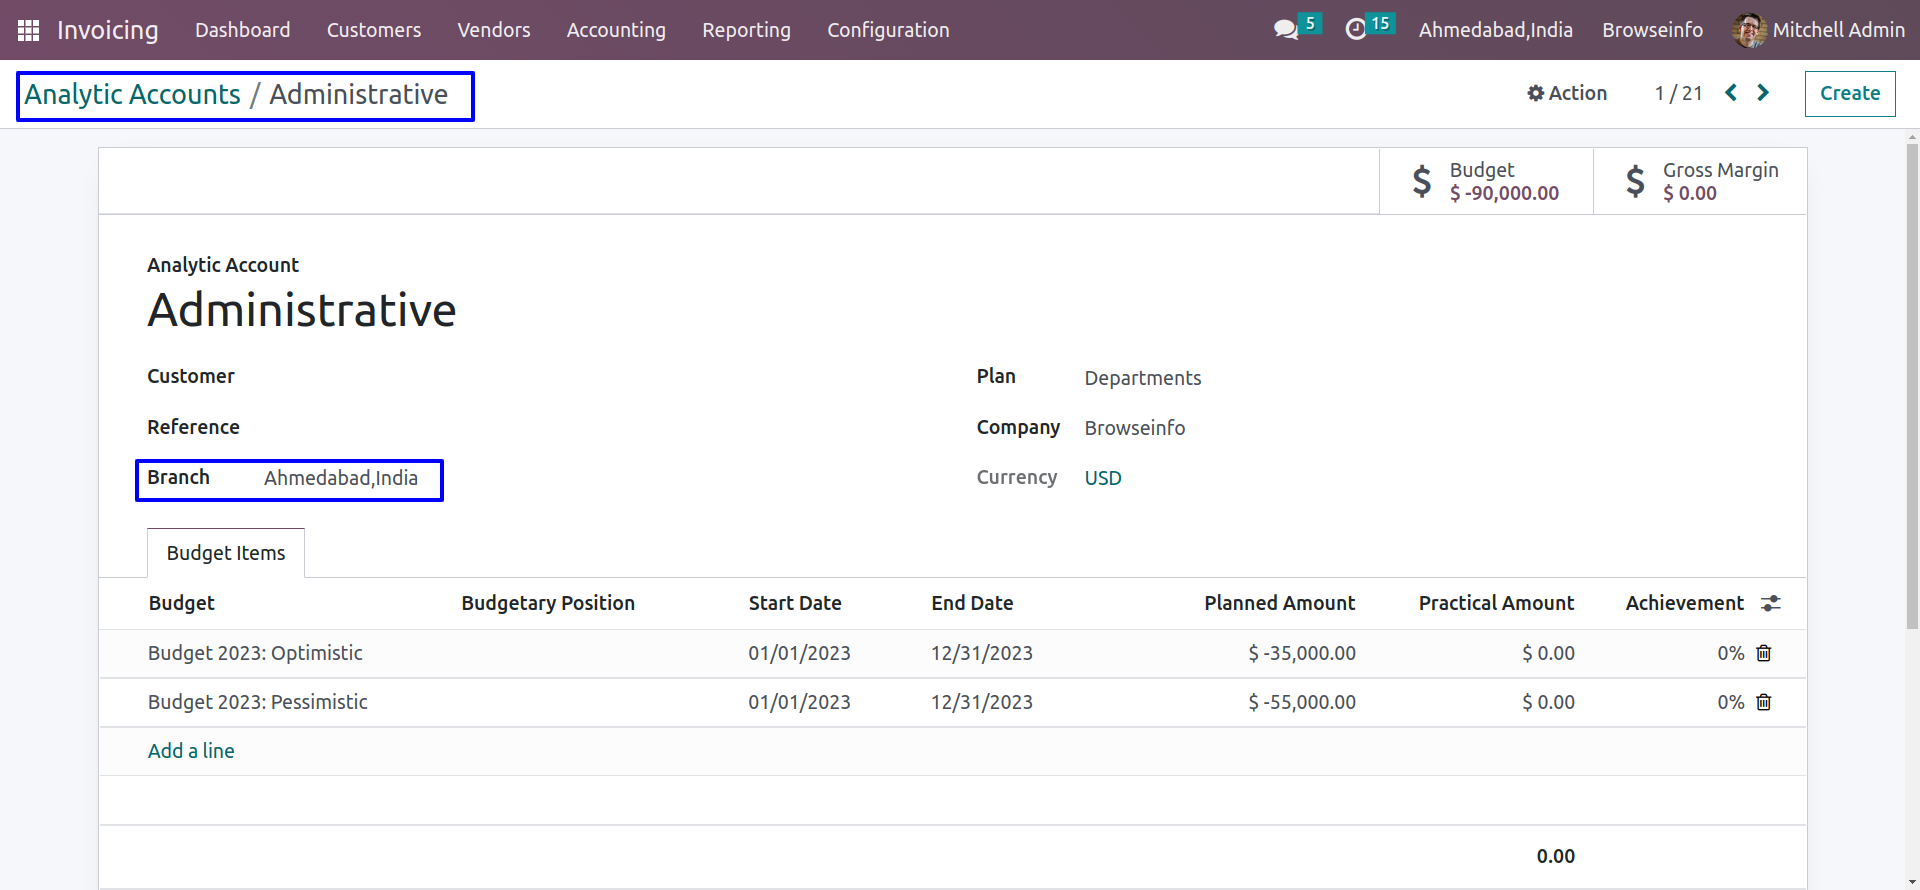 Invoicing Dashboard Customers Vendors Accounting Reporting Configuration 5 15 Ahmedabad,India Browseinfo Mitchell Admin
Analytic Accounts / Administrative Action 1 / 21 Create
Budget Gross Margin
$ -90,000.00 $ 0.00
Analytic Account
Administrative
Customer Plan Departments
Reference Company Browseinfo
Branch Ahmedabad,India Currency USD
Budget Items
Budget Budgetary Position Start Date End Date Planned Amount Practical Amount Achievement
Budget 2023: Optimistic 01/01/2023 12/31/2023 $ -35,000.00 $ 0.00 0%
Budget 2023: Pessimistic 01/01/2023 12/31/2023 $ -55,000.00 $ 0.00 0%
Add a line
0.00